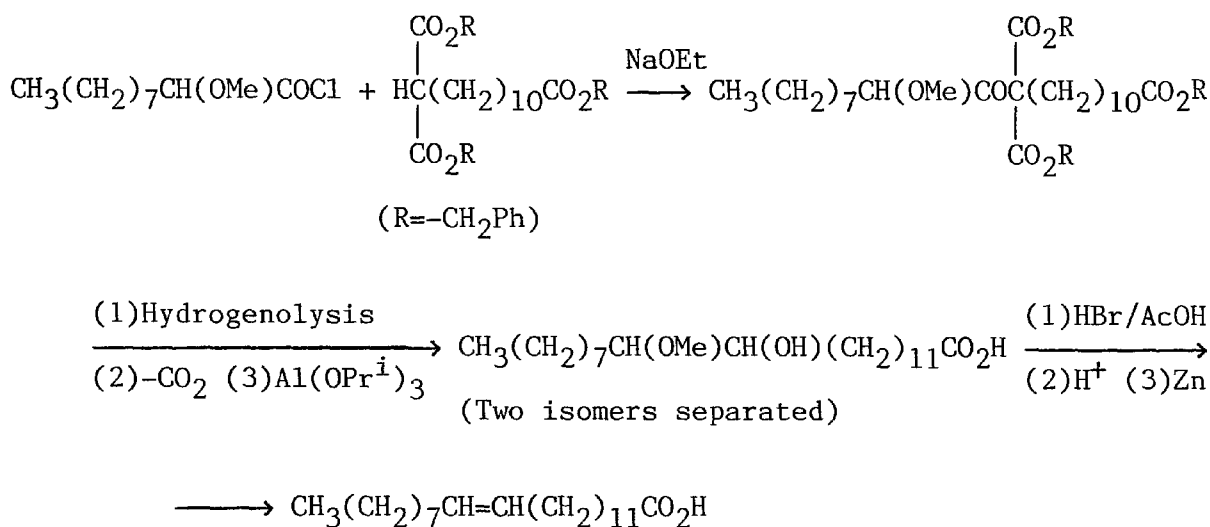 CO₂R CO₂R
NaOEt
CH₃(CH₂)₇CH(OMe)COCl + HC(CH₂)₁₀CO₂R ⟶ CH₃(CH₂)₇CH(OMe)COC(CH₂)₁₀CO₂R
CO₂R CO₂R
(R=-CH₂Ph)
(1)Hydrogenolysis (1)HBr/AcOH
⟶ CH₃(CH₂)₇CH(OMe)CH(OH)(CH₂)₁₁CO₂H ⟶
(2)-CO₂ (3)Al(OPrⁱ)₃ (2)H⁺ (3)Zn
(Two isomers separated)
⟶ CH₃(CH₂)₇CH=CH(CH₂)₁₁CO₂H